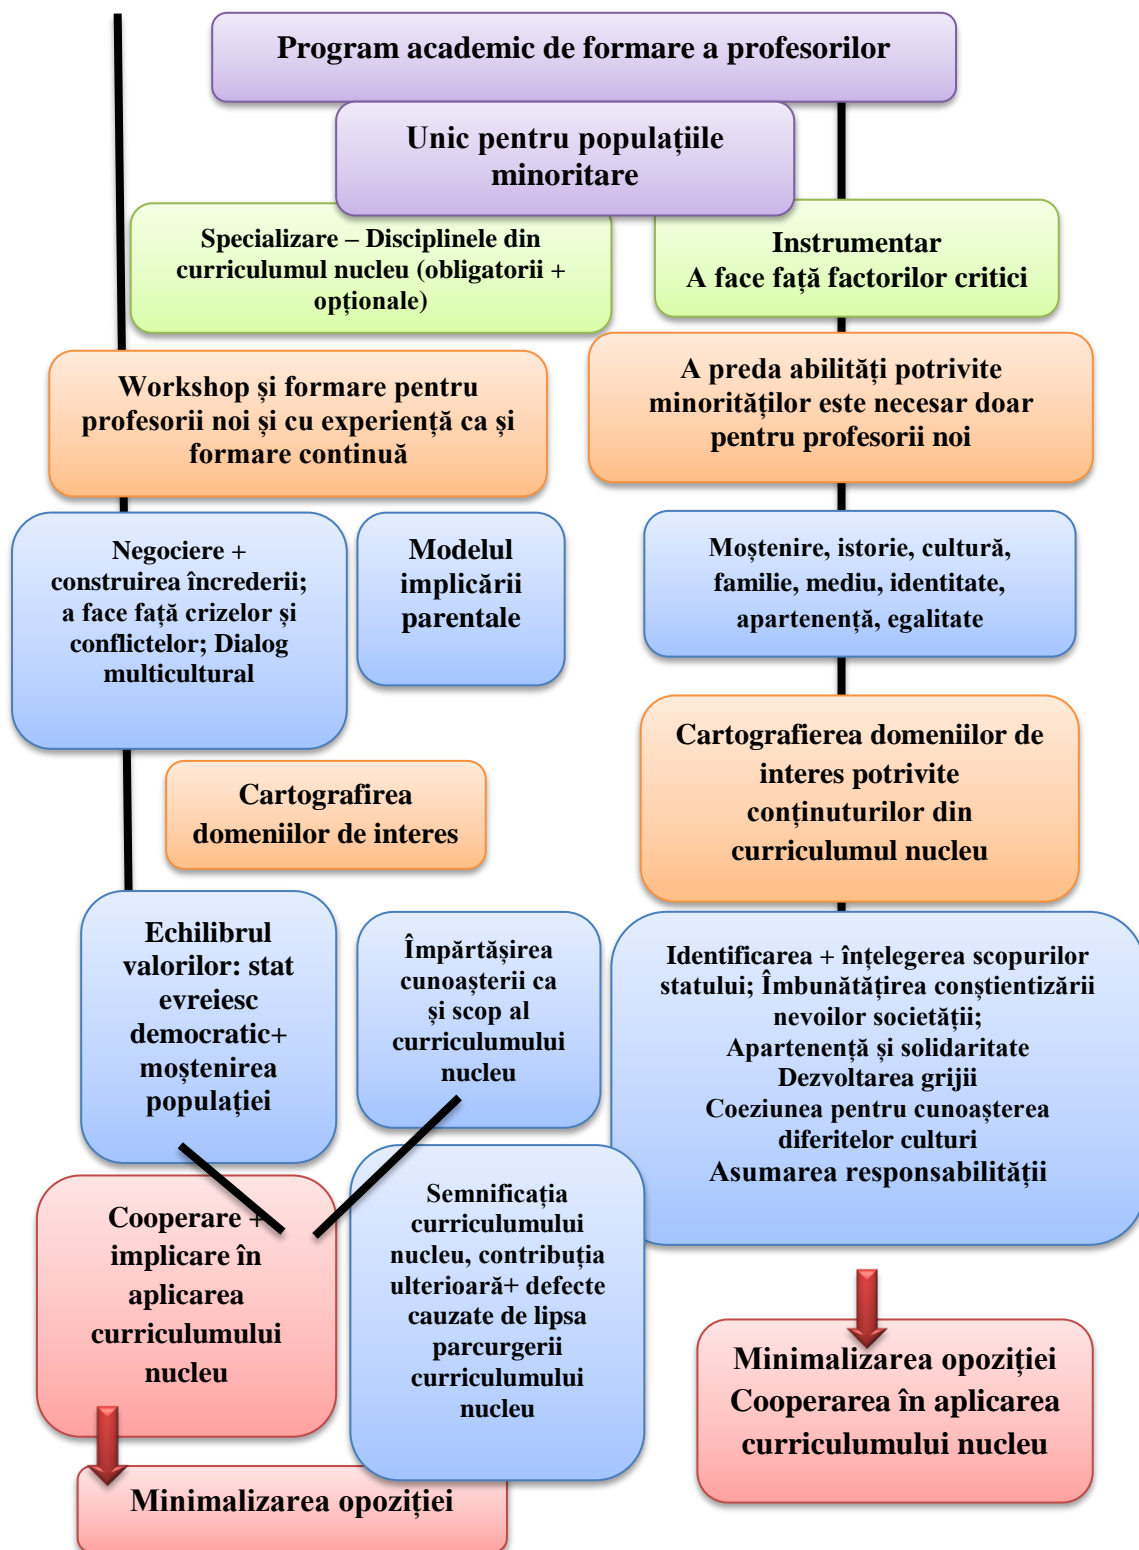 Program academic de formare a profesorilor
Unic pentru populațiile
minoritare
Specializare – Disciplinele din
curriculumul nucleu (obligatorii +
opționale)
Instrumentar
A face față factorilor critici
Workshop și formare pentru
profesorii noi și cu experiență ca și
formare continuă
A preda abilități potrivite
minorităților este necesar doar
pentru profesorii noi
Negociere +
construirea încrederii;
a face față crizelor și
conflictelor; Dialog
multicultural
Modelul
implicării
parentale
Moștenire, istorie, cultură,
familie, mediu, identitate,
apartenență, egalitate
Cartografirea
domeniilor de interes
Cartografierea domeniilor de
interes potrivite
conținuturilor din
curriculumul nucleu
Echilibrul
valorilor: stat
evreiesc
democratic+
moștenirea
populației
Împărtășirea
cunoașterii ca
și scop al
curriculumului
nucleu
Identificarea + înțelegerea scopurilor
statului; Îmbunătățirea conștientizării
nevoilor societății;
Apartenență și solidaritate
Dezvoltarea grijii
Coeziunea pentru cunoașterea
diferitelor culturi
Asumarea responsabilității
Cooperare +
implicare în
aplicarea
curriculumului
nucleu
Semnificația
curriculumului
nucleu, contribuția
ulterioară+ defecte
cauzate de lipsa
parcurgerii
curriculumului
nucleu
Minimalizarea opoziției
Cooperarea în aplicarea
curriculumului nucleu
Minimalizarea opoziției